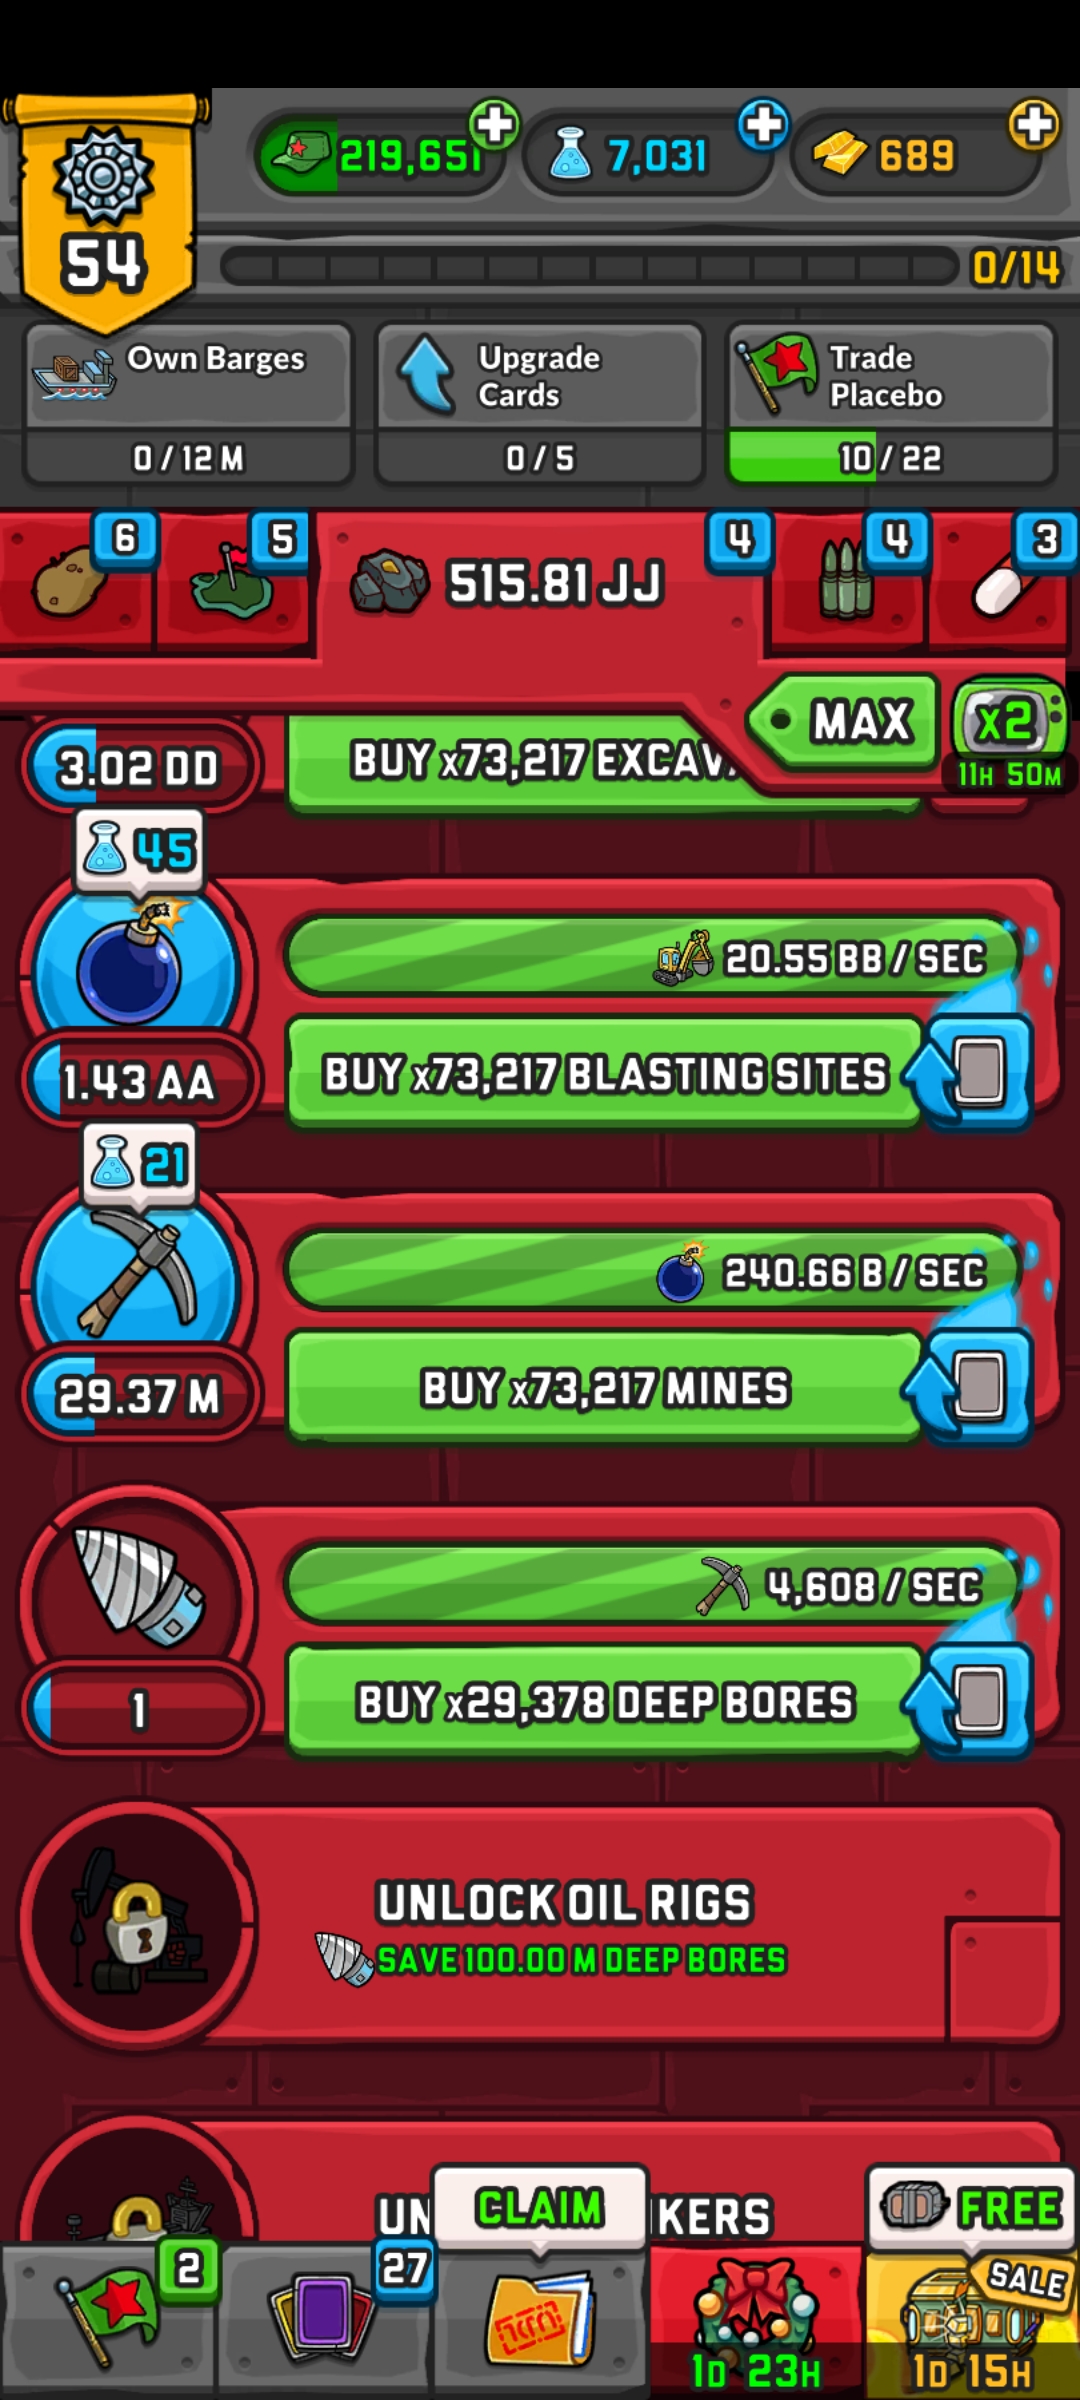 219,651
7,031
689
54
0/14
Own Barges
0 / 12 M
Upgrade
Cards
0 / 5
Trade
Placebo
10 / 22
6
5
515.81 JJ
4
4
3
MAX
x2
11H 50M
3.02 DD
BUY x73,217 EXCAV
45
20.55 BB / SEC
1.43 AA
BUY x73,217 BLASTING SITES
21
240.66 B / SEC
29.37 M
BUY x73,217 MINES
4,608 / SEC
1
BUY x29,378 DEEP BORES
UNLOCK OIL RIGS
SAVE 100.00 M DEEP BORES
UN
KERS
CLAIM
FREE
2
27
SALE
1D 23H
1D 15H